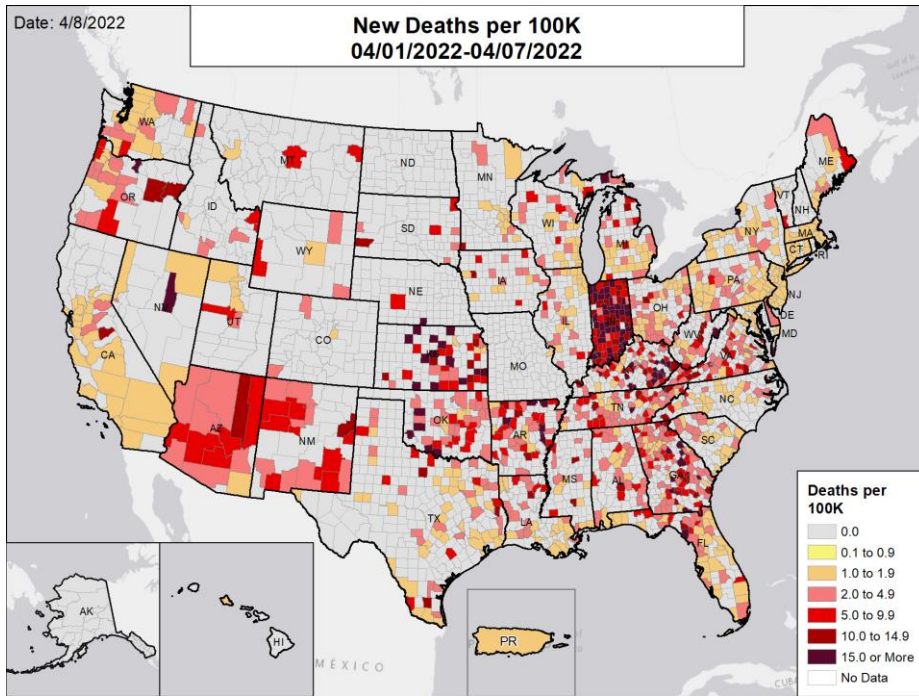 Date: 4/8/2022
New Deaths per 100K
04/01/2022-04/07/2022
WA
MT
ND
MN
ME
OR
ID
SD
WI
MI
VT
NH
NY
MA
CT
RI
WY
IA
NE
PA
NJ
NV
UT
CO
IL
OH
DE
MD
WV
VA
CA
MO
KY
AZ
NM
OK
AR
TN
NC
SC
MS
AL
GA
TX
LA
FL
AK
HI
PR
MÉXICO
CUBA
Deaths per
100K
0.0
0.1 to 0.9
1.0 to 1.9
2.0 to 4.9
5.0 to 9.9
10.0 to 14.9
15.0 or More
No Data